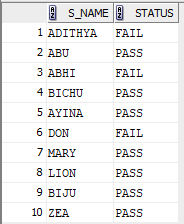 S_NAME STATUS
1 ADITHYA FAIL
2 ABU PASS
3 ABHI FAIL
4 BICHU PASS
5 AYINA PASS
6 DON FAIL
7 MARY PASS
8 LION PASS
9 BIJU PASS
10 ZEA PASS